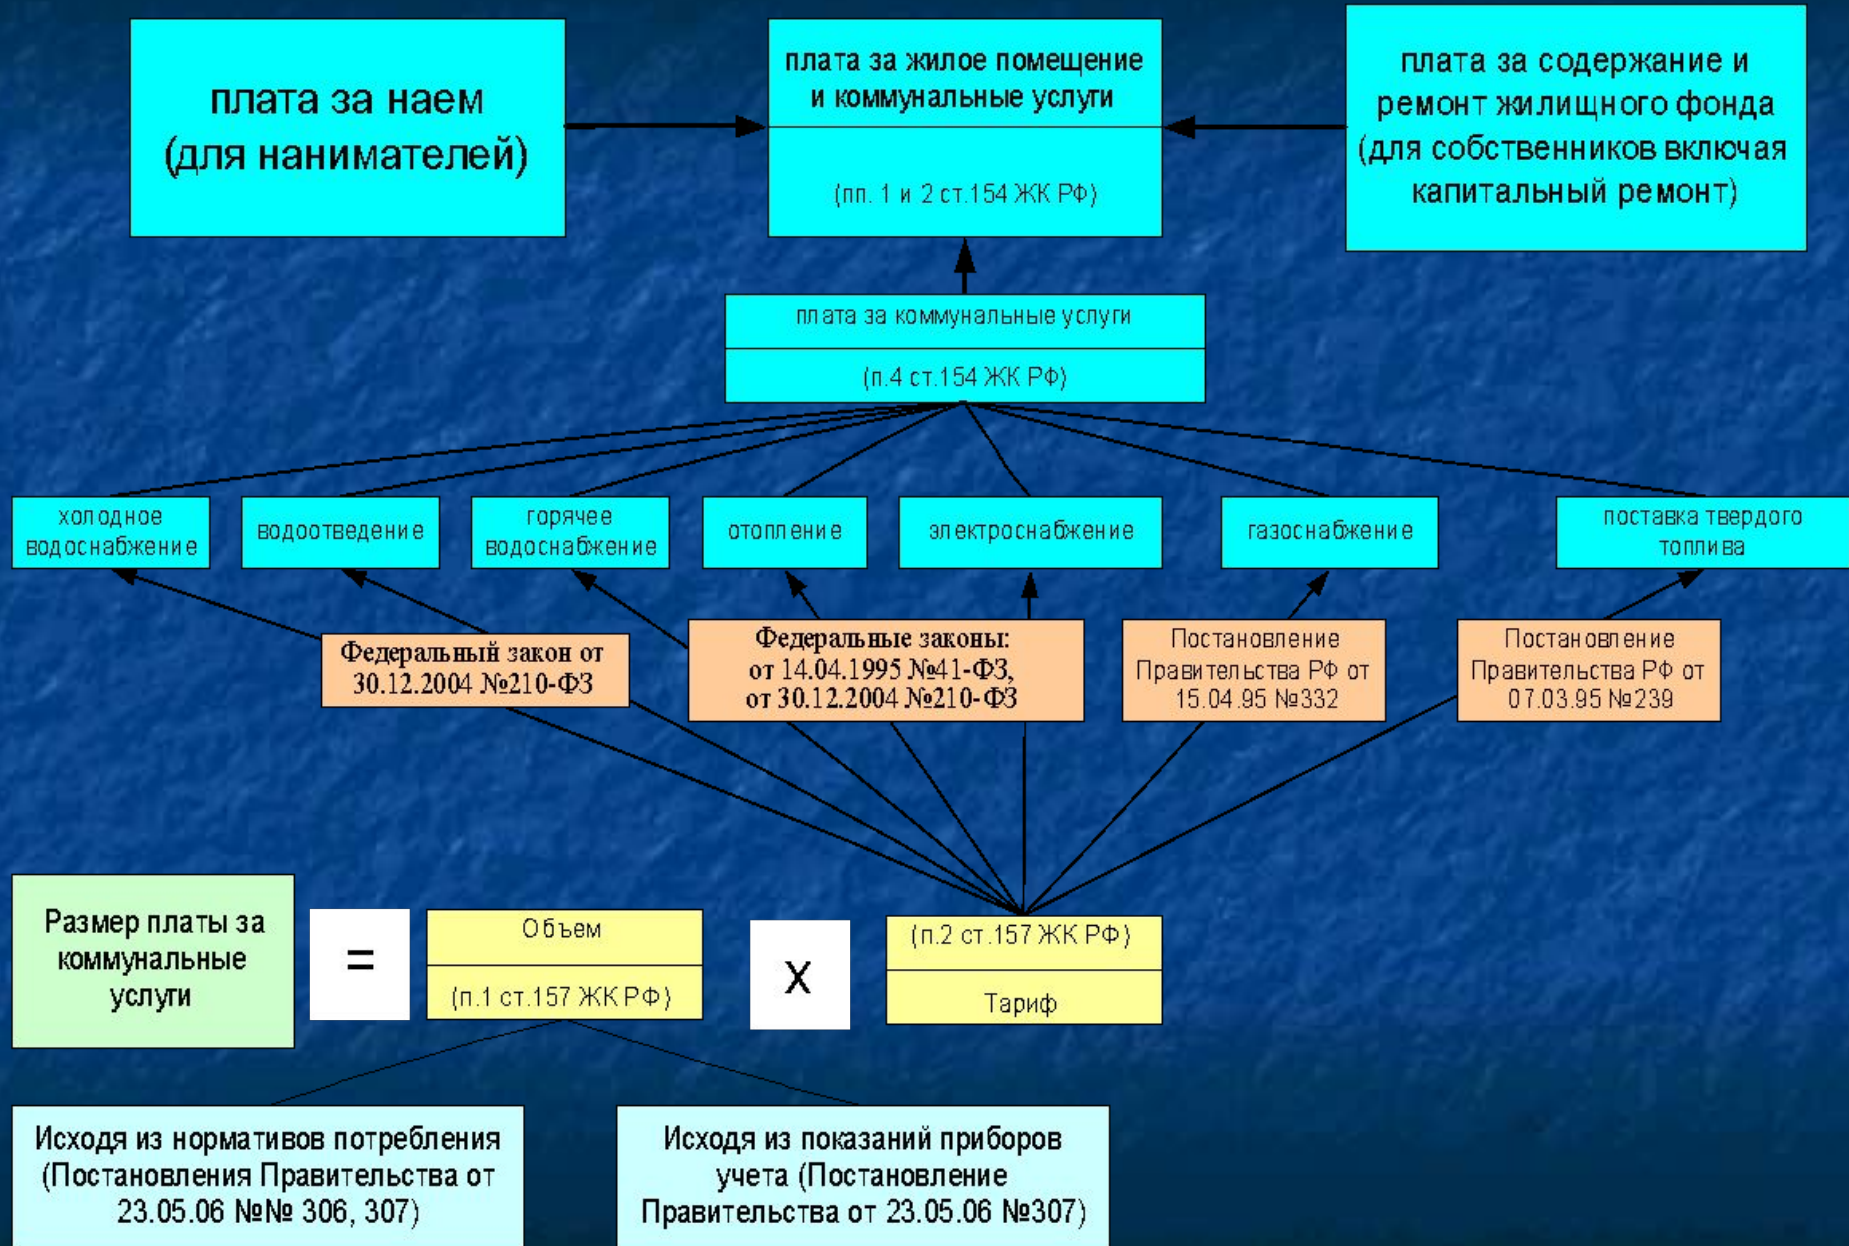 плата за наем
(для нанимателей)
плата за жилое помещение
и коммунальные услуги
(пп. 1 и 2 ст.154 ЖК РФ)
плата за содержание и
ремонт жилищного фонда
(для собственников включая
капитальный ремонт)
плата за коммунальные услуги
(п.4 ст.154 ЖК РФ)
холодное
водоснабжение
водоотведение
горячее
водоснабжение
отопление
электроснабжение
газоснабжение
поставка твердого
топлива
Федеральный закон от
30.12.2004 №210-ФЗ
Федеральные законы:
от 14.04.1995 №41-ФЗ,
от 30.12.2004 №210-ФЗ
Постановление
Правительства РФ от
15.04.95 №332
Постановление
Правительства РФ от
07.03.95 №239
Размер платы за
коммунальные
услуги
=
Объем
(п.1 ст.157 ЖК РФ)
х
(п.2 ст.157 ЖК РФ)
Тариф
Исходя из нормативов потребления
(Постановления Правительства от
23.05.06 №№ 306, 307)
Исходя из показаний приборов
учета (Постановление
Правительства от 23.05.06 №307)